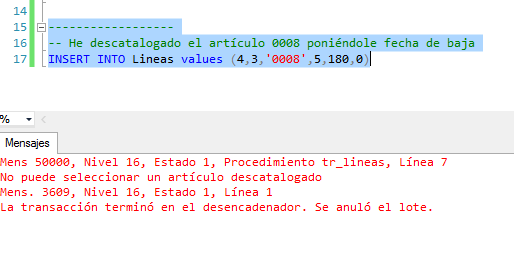 14
15 ------------------
16 -- He descatalogado el artículo 0008 poniéndole fecha de baja
17 INSERT INTO Lineas values (4,3,'0008',5,180,0)
%
Mensajes
Mens 50000, Nivel 16, Estado 1, Procedimiento tr_lineas, Línea 7
No puede seleccionar un artículo descatalogado
Mens. 3609, Nivel 16, Estado 1, Línea 1
La transacción terminó en el desencadenador. Se anuló el lote.